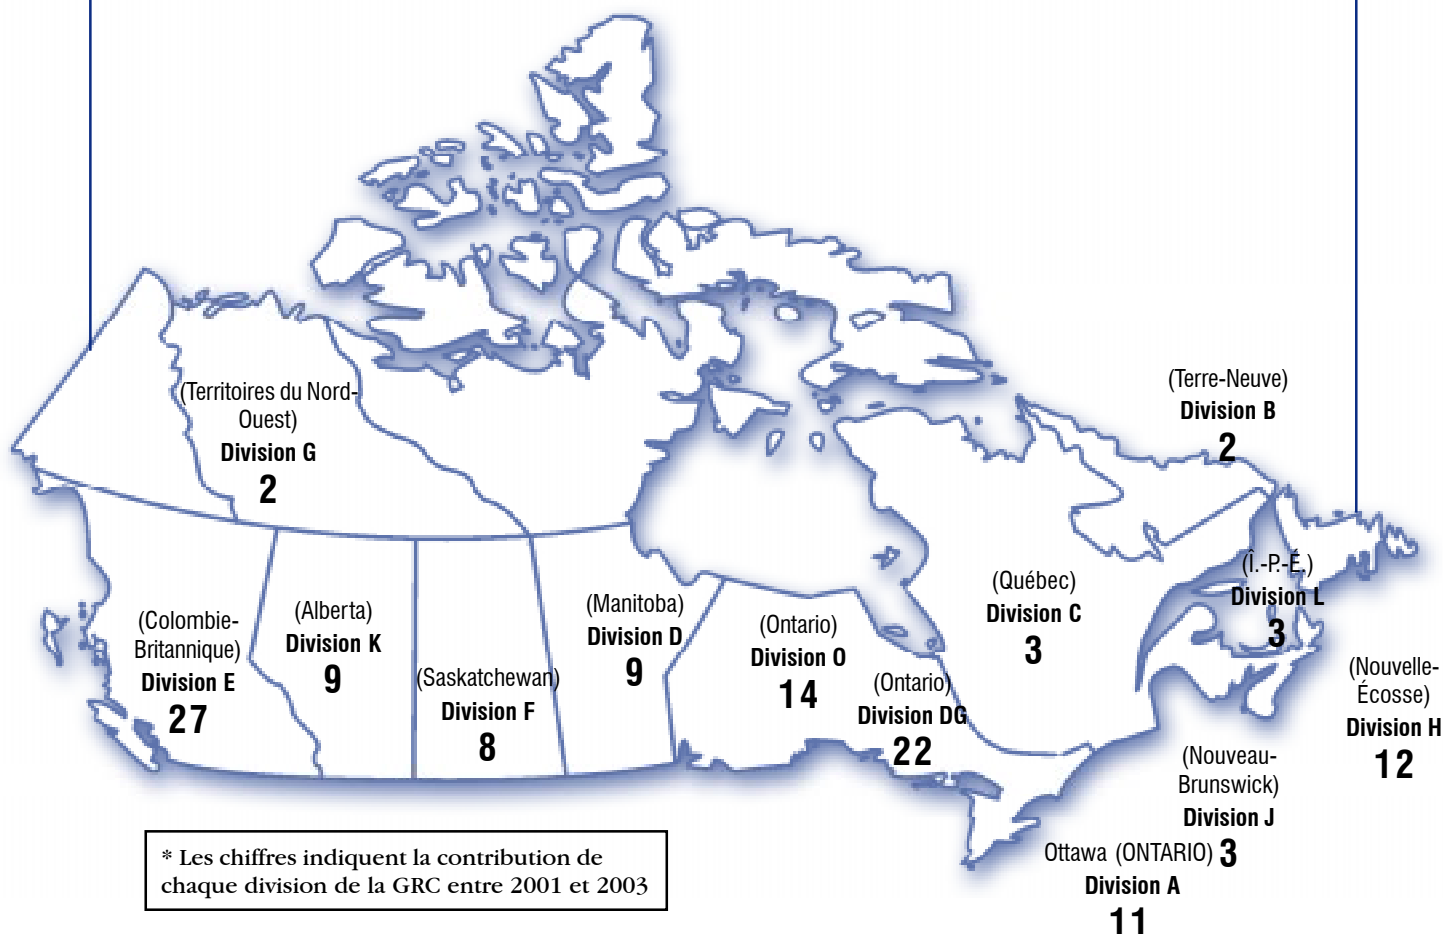 (Terre-Neuve)
Division B
2
(Territoires du Nord-
Ouest)
Division G
2
(Î.-P.-É.)
Division L
3
(Québec)
Division C
3
(Colombie-
Britannique)
Division E
27
(Alberta)
Division K
9
(Saskatchewan)
Division F
8
(Manitoba)
Division D
9
(Ontario)
Division O
14
(Ontario)
Division DG
22
(Nouvelle-
Écosse)
Division H
12
(Nouveau-
Brunswick)
Division J
3
Ottawa (ONTARIO)
Division A
11
* Les chiffres indiquent la contribution de
chaque division de la GRC entre 2001 et 2003